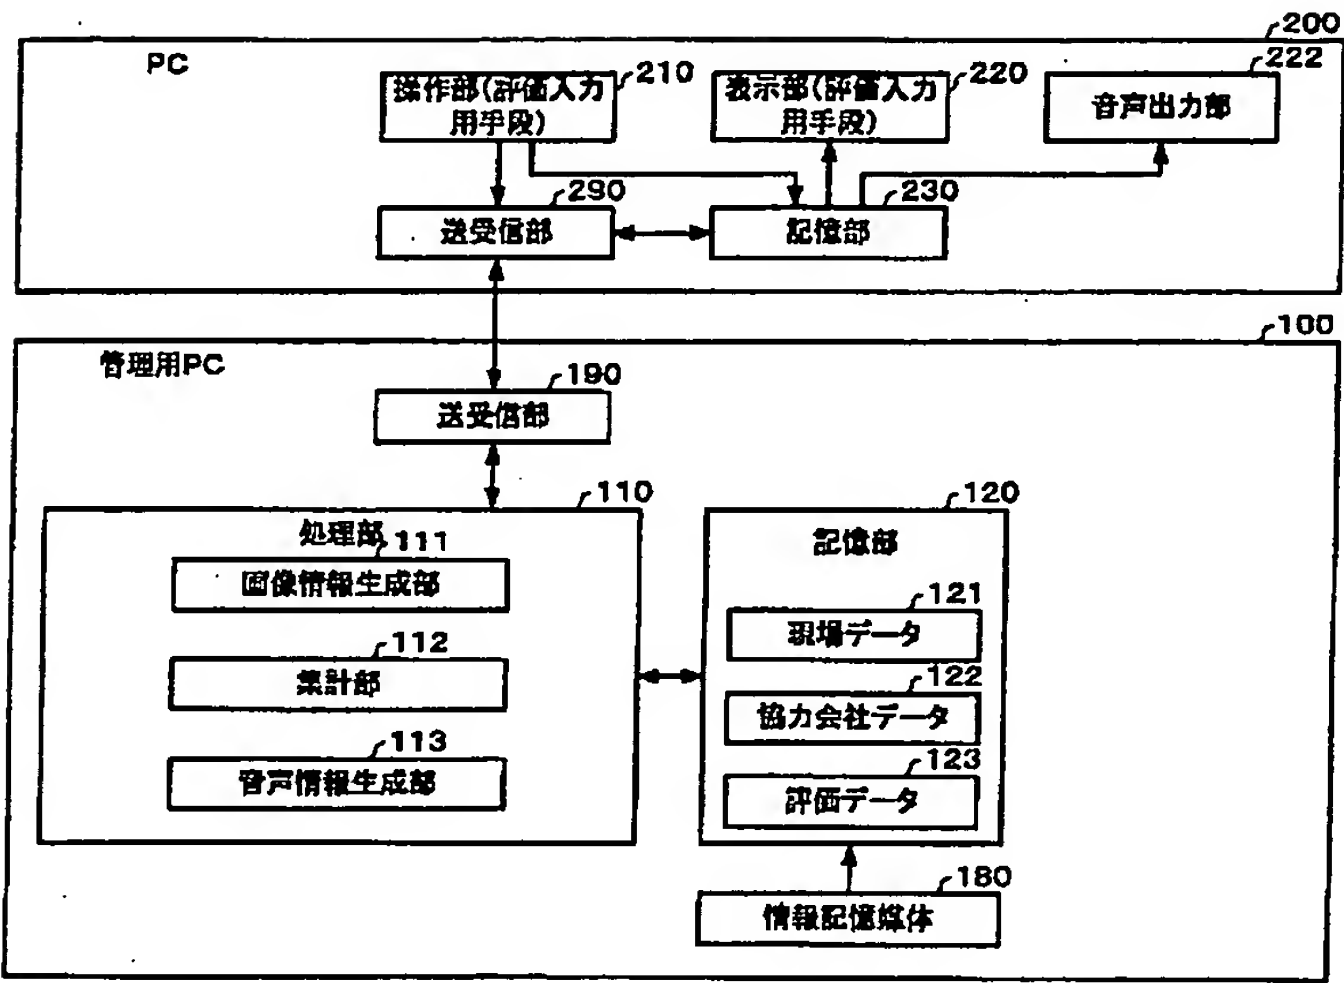 200
PC
210
操作部(評価入力
用手段)
220
表示部(評価入力
用手段)
222
音声出力部
290
送受信部
230
記憶部
100
管理用PC
190
送受信部
110
処理部
111
画像情報生成部
112
集計部
113
音声情報生成部
120
記憶部
121
現場データ
122
協力会社データ
123
評価データ
180
情報記憶媒体